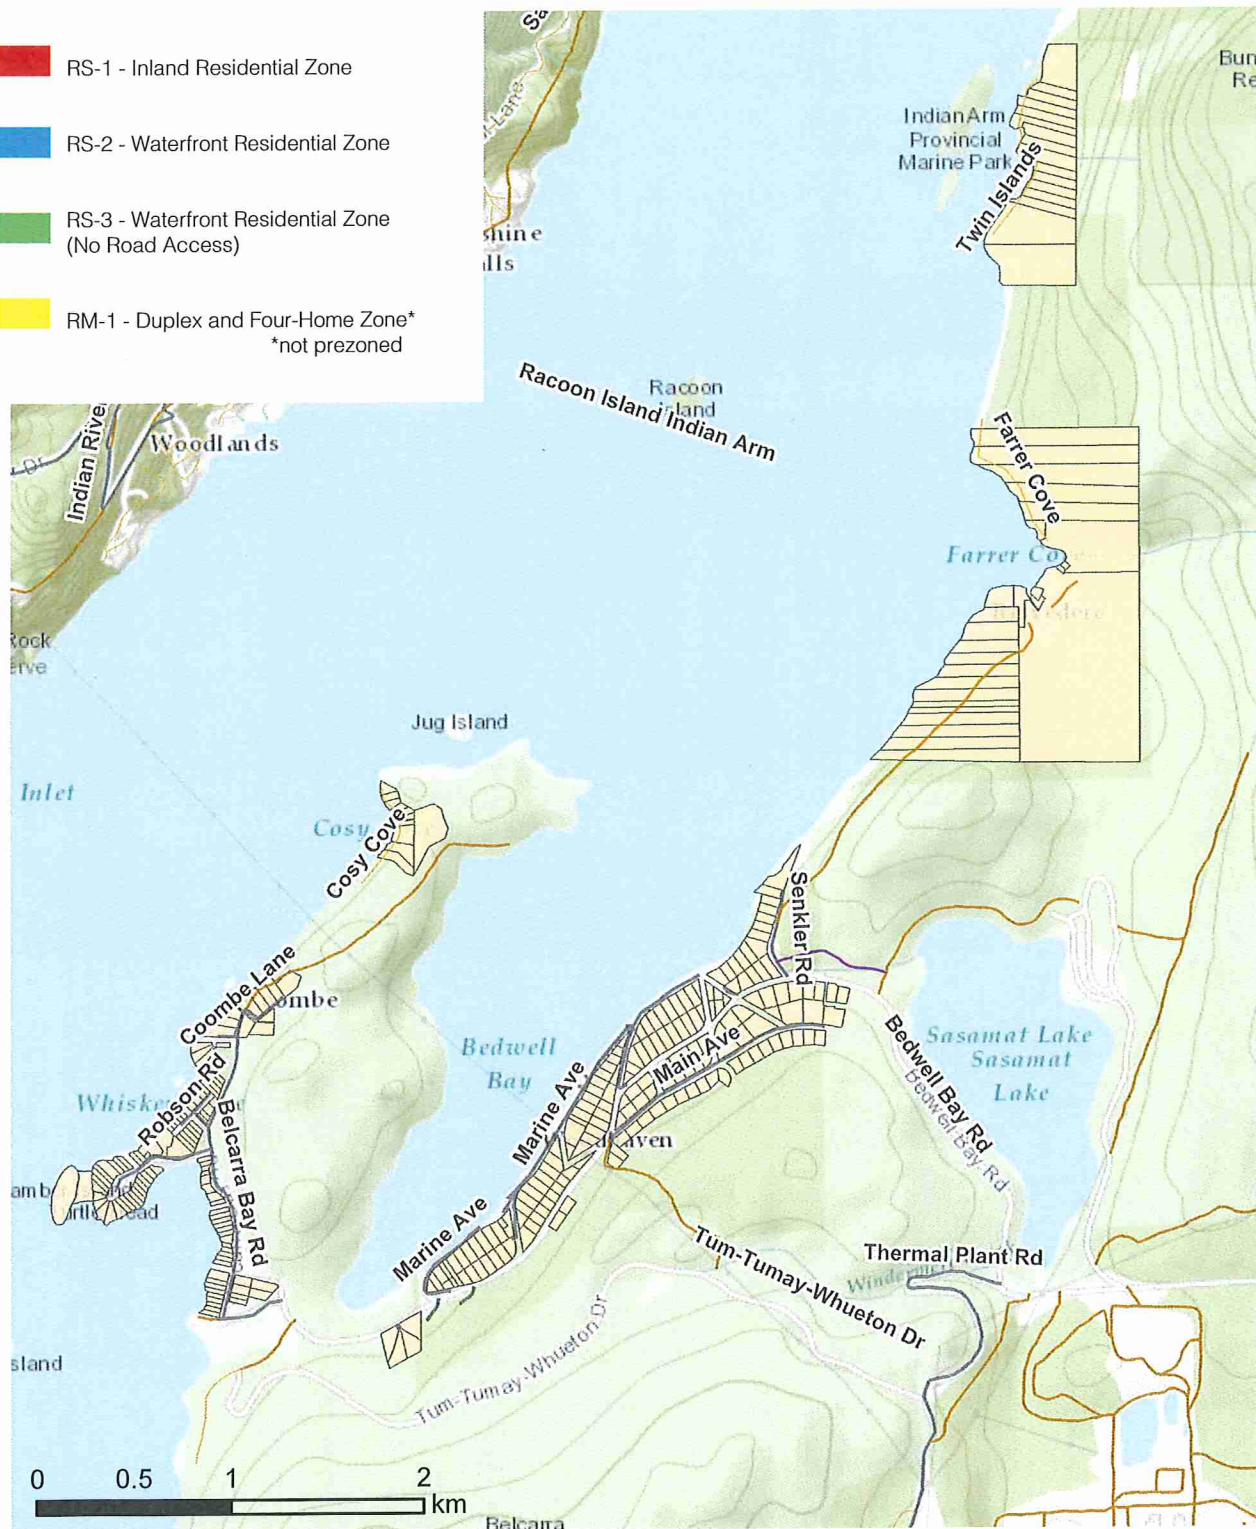 RS-1 - Inland Residential Zone
RS-2 - Waterfront Residential Zone
RS-3 - Waterfront Residential Zone
(No Road Access)
RM-1 - Duplex and Four-Home Zone*
*not prezoned
Indian Arm
Provincial
Marine Park
Twin Islands
Racoon
Island
Racoon Island Indian Arm
Woodlands
Indian River
Farrer Cove
Farrer Co
Jug Island
Inlet
Cosy
Cosy Cove
Senkler Rd
Coombe Lane
ombe
Bedwell
Bay
Main Ave
Marine Ave
Sasamat Lake
Sasamat
Lake
Bedwell Bay Rd
Bedwell Bay Rd
Robson Rd
Belcarra Bay Rd
Marine Ave
Tum-Tumay-Whueton Dr
Thermal Plant Rd
Tum-Tumay-Whueton Dr
sland
0 0.5 1 2
km
Belcarra